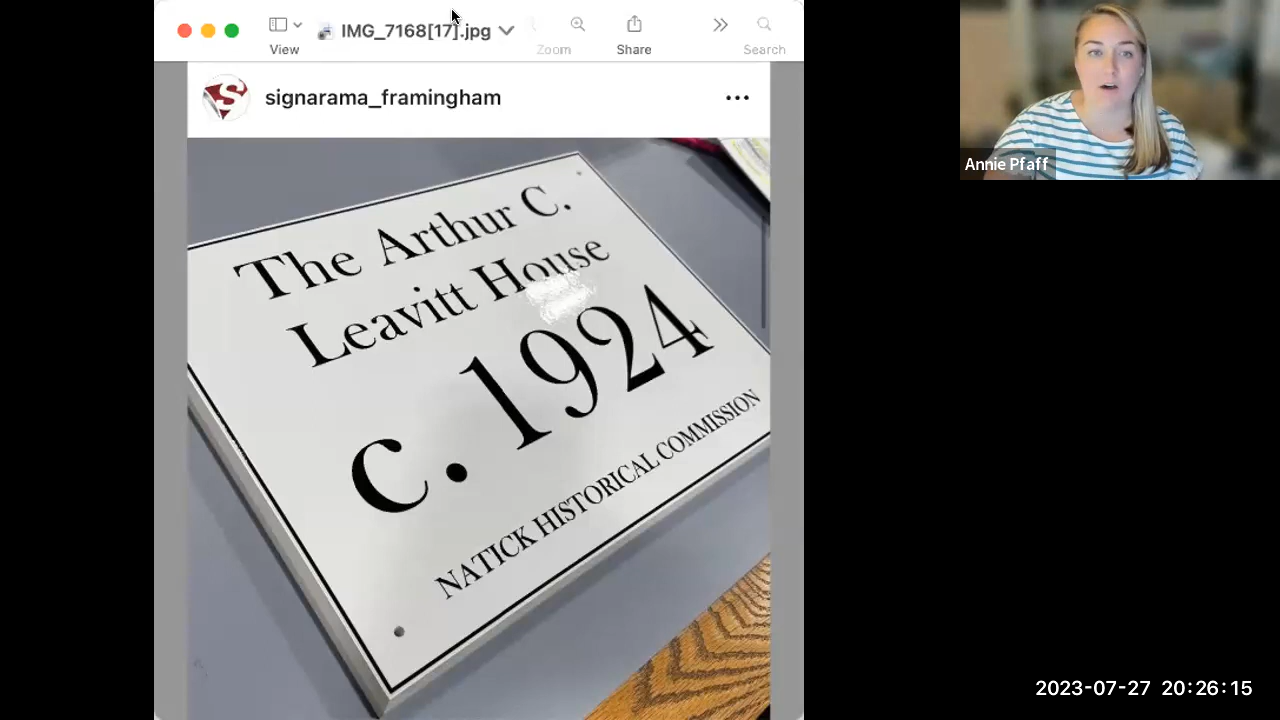 IMG_7168[17].jpg
View
Zoom
Share
Search
signarama_framingham
The Arthur C.
Leavitt House
c. 1924
NATICK HISTORICAL COMMISSION
Annie Pfaff
2023-07-27 20:26:15